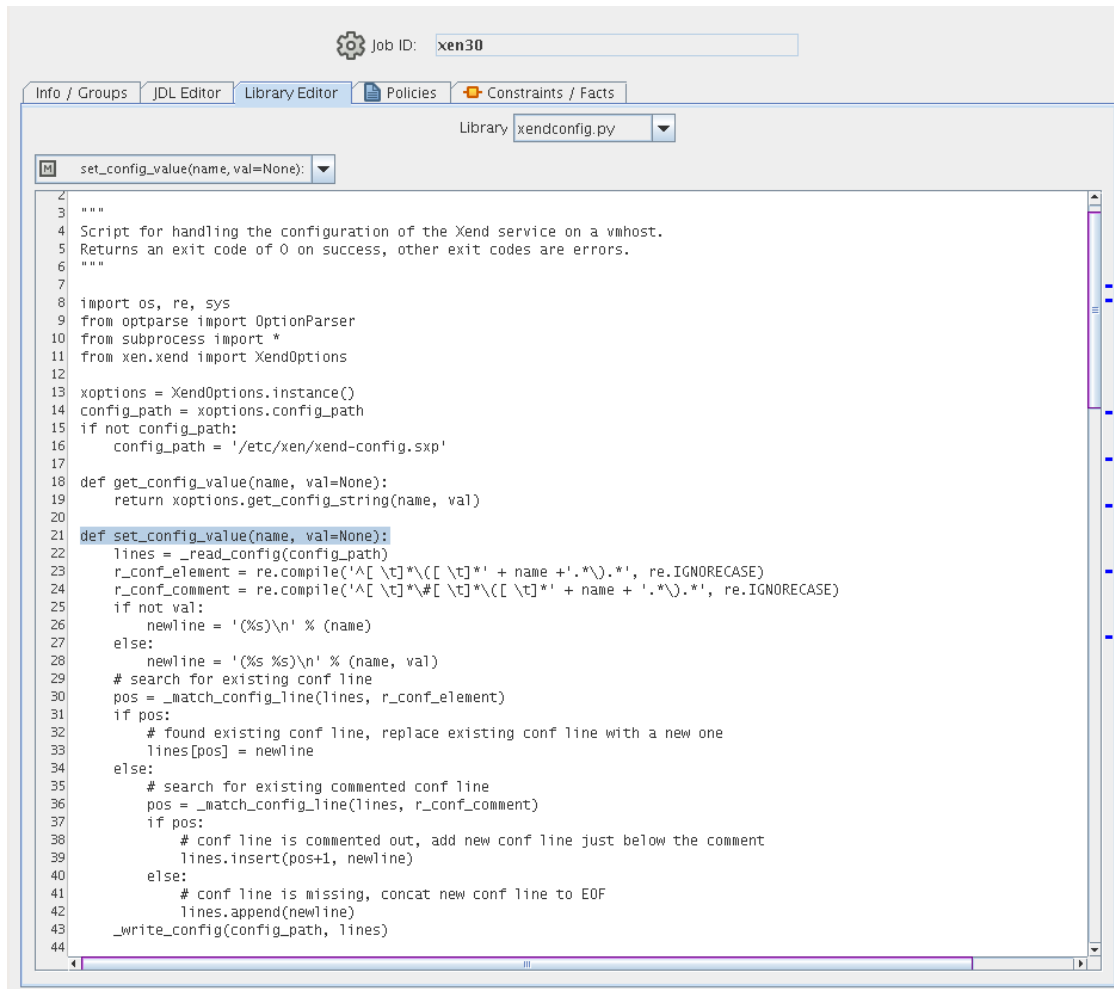 Job ID: xen30
Info / Groups JDL Editor Library Editor Policies Constraints / Facts
Library xendconfig.py
M set_config_value(name, val=None):
2
3 """
4 Script for handling the configuration of the Xend service on a vmhost.
5 Returns an exit code of 0 on success, other exit codes are errors.
6 """
7
8 import os, re, sys
9 from optparse import OptionParser
10 from subprocess import *
11 from xen.xend import XendOptions
12
13 xoptions = XendOptions.instance()
14 config_path = xoptions.config_path
15 if not config_path:
16     config_path = '/etc/xen/xend-config.sxp'
17
18 def get_config_value(name, val=None):
19     return xoptions.get_config_string(name, val)
20
21 def set_config_value(name, val=None):
22     lines = _read_config(config_path)
23     r_conf_element = re.compile('^[ \t]*\([ \t]*' + name +'.*\).*', re.IGNORECASE)
24     r_conf_comment = re.compile('^[ \t]*\#[ \t]*\([ \t]*' + name + '.*\).*', re.IGNORECASE)
25     if not val:
26         newline = '(%s)\n' % (name)
27     else:
28         newline = '(%s %s)\n' % (name, val)
29     # search for existing conf line
30     pos = _match_config_line(lines, r_conf_element)
31     if pos:
32         # found existing conf line, replace existing conf line with a new one
33         lines[pos] = newline
34     else:
35         # search for existing commented conf line
36         pos = _match_config_line(lines, r_conf_comment)
37         if pos:
38             # conf line is commented out, add new conf line just below the comment
39             lines.insert(pos+1, newline)
40         else:
41             # conf line is missing, concat new conf line to EOF
42             lines.append(newline)
43     _write_config(config_path, lines)
44